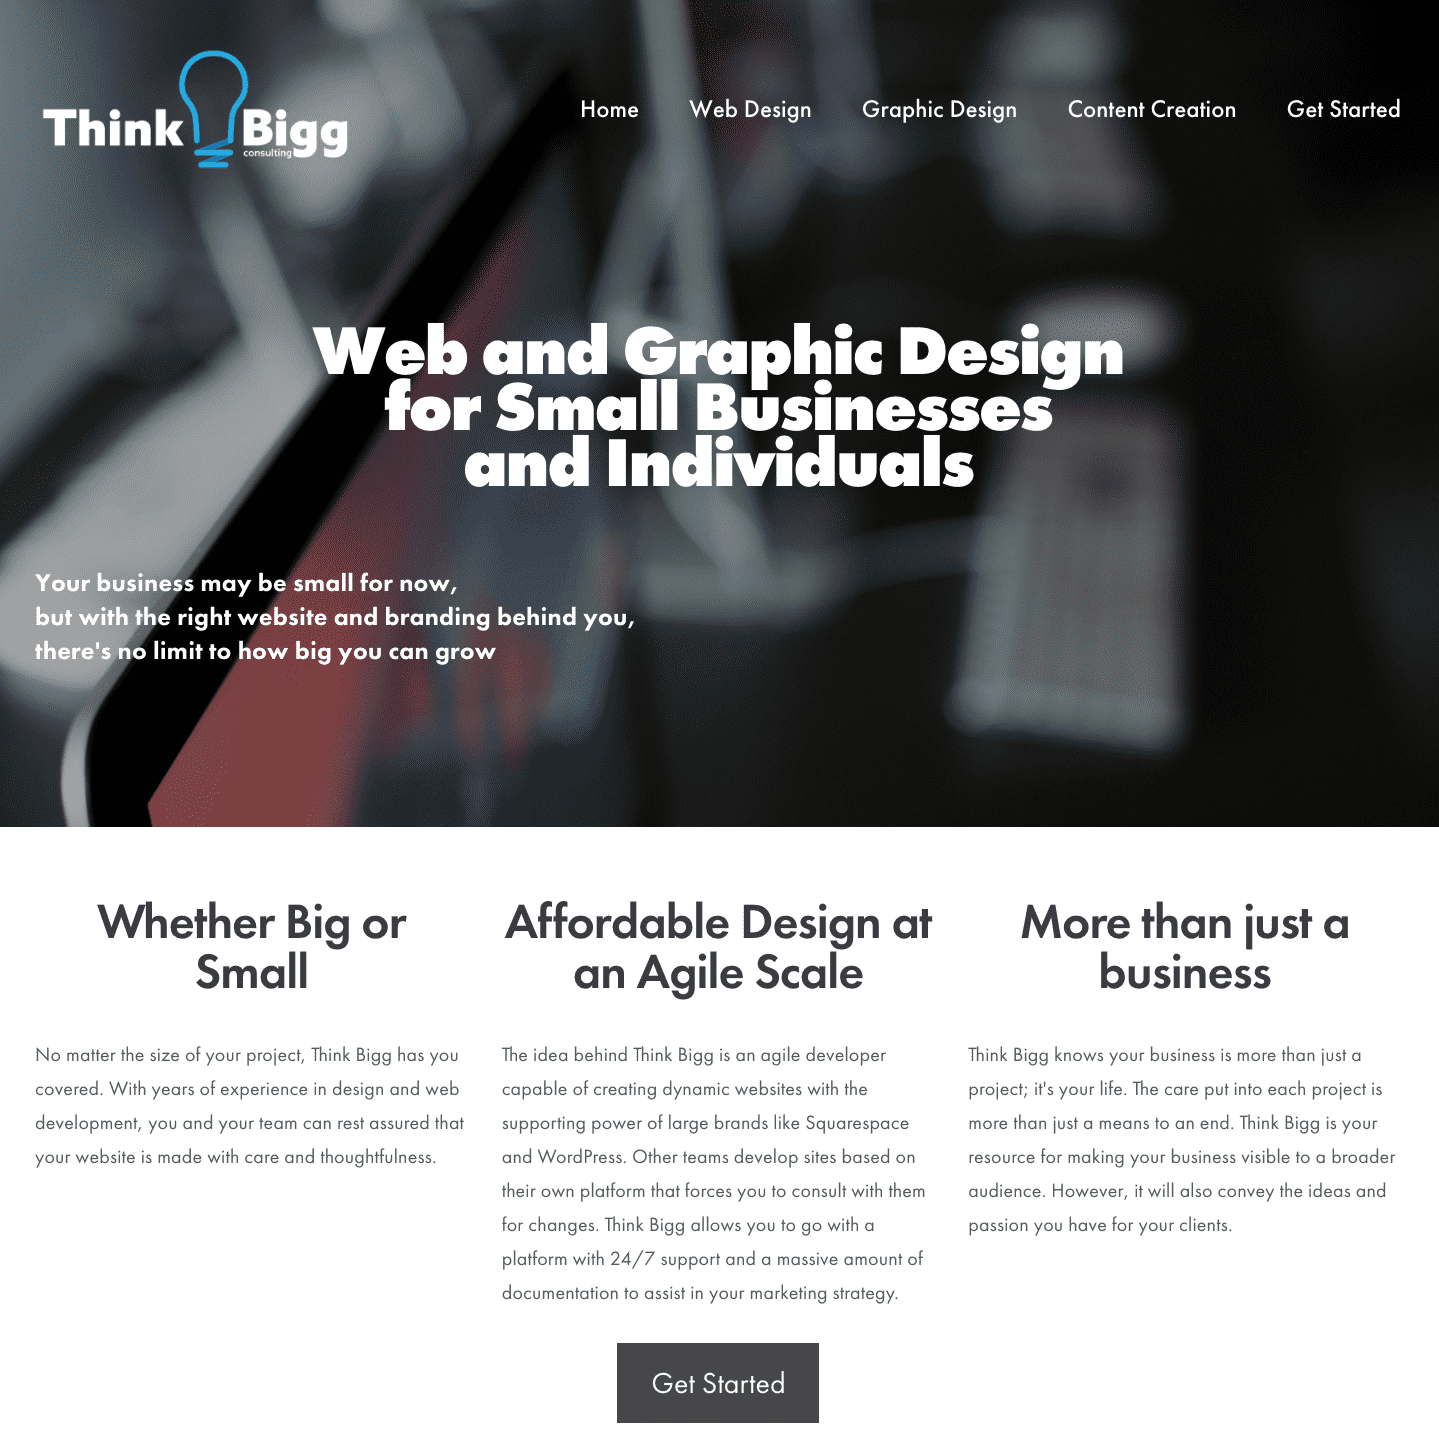 Think Bigg
consulting
Home Web Design Graphic Design Content Creation Get Started
Web and Graphic Design
for Small Businesses
and Individuals
Your business may be small for now,
but with the right website and branding behind you,
there's no limit to how big you can grow
Whether Big or
Small
No matter the size of your project, Think Bigg has you
covered. With years of experience in design and web
development, you and your team can rest assured that
your website is made with care and thoughtfulness.
Affordable Design at
an Agile Scale
The idea behind Think Bigg is an agile developer
capable of creating dynamic websites with the
supporting power of large brands like Squarespace
and WordPress. Other teams develop sites based on
their own platform that forces you to consult with them
for changes. Think Bigg allows you to go with a
platform with 24/7 support and a massive amount of
documentation to assist in your marketing strategy.
More than just a
business
Think Bigg knows your business is more than just a
project; it's your life. The care put into each project is
more than just a means to an end. Think Bigg is your
resource for making your business visible to a broader
audience. However, it will also convey the ideas and
passion you have for your clients.
Get Started